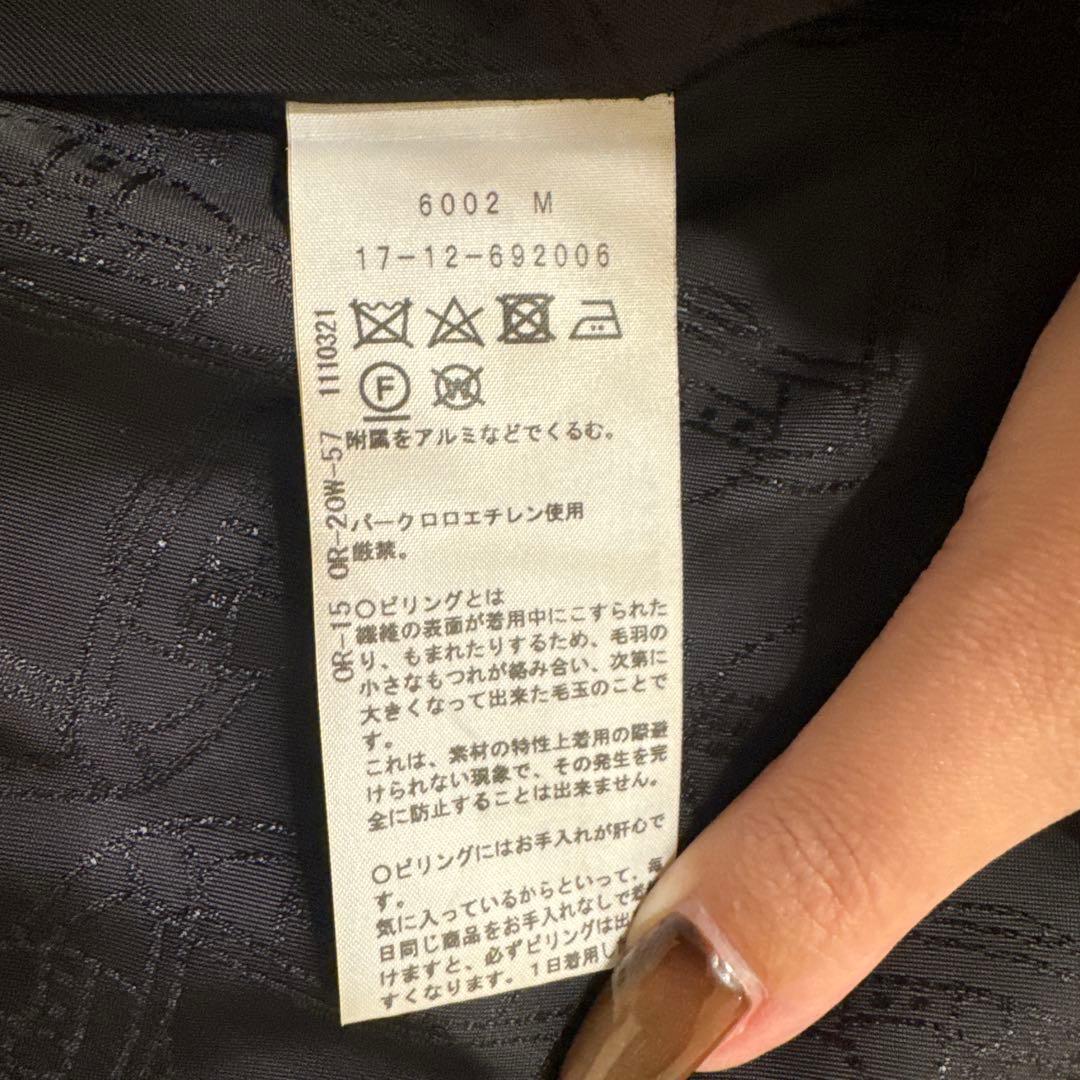 6002 M
17-12-692006
F W
附属をアルミなどでくるむ。
パークロロエチレン使用
厳禁。
○ピリングとは
繊維の表面が着用中にこすられた
り、もまれたりするため、毛羽の
小さなもつれが絡み合い、次第に
大きくなって出来た毛玉のことで
す。
これは、素材の特性上着用の際避
けられない現象で、その発生を完
全に防止することは出来ません。
○ピリングにはお手入れが肝心で
す。
気に入っているからといって、毎
日同じ商品をお手入れなしで着
けますと、必ずピリングは出
すくなります。1日着用し
OR-15 OR-20W-57 1110321